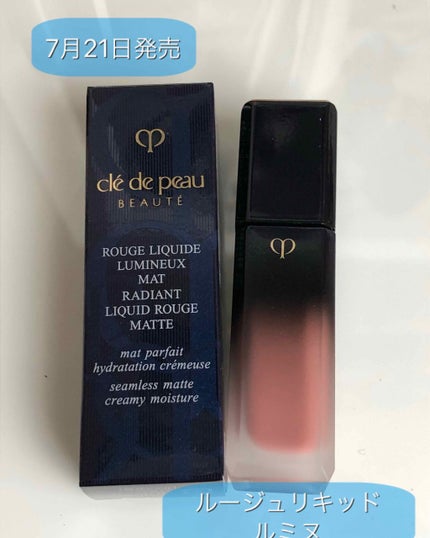 7月21日発売
clé de peau
BEAUTÉ
ROUGE LIQUIDE
LUMINEUX
MAT
RADIANT
LIQUID ROUGE
MATTE
mat parfait
hydratation crémeuse
seamless matte
creamy moisture
ルージュリキッド
ルミヌ